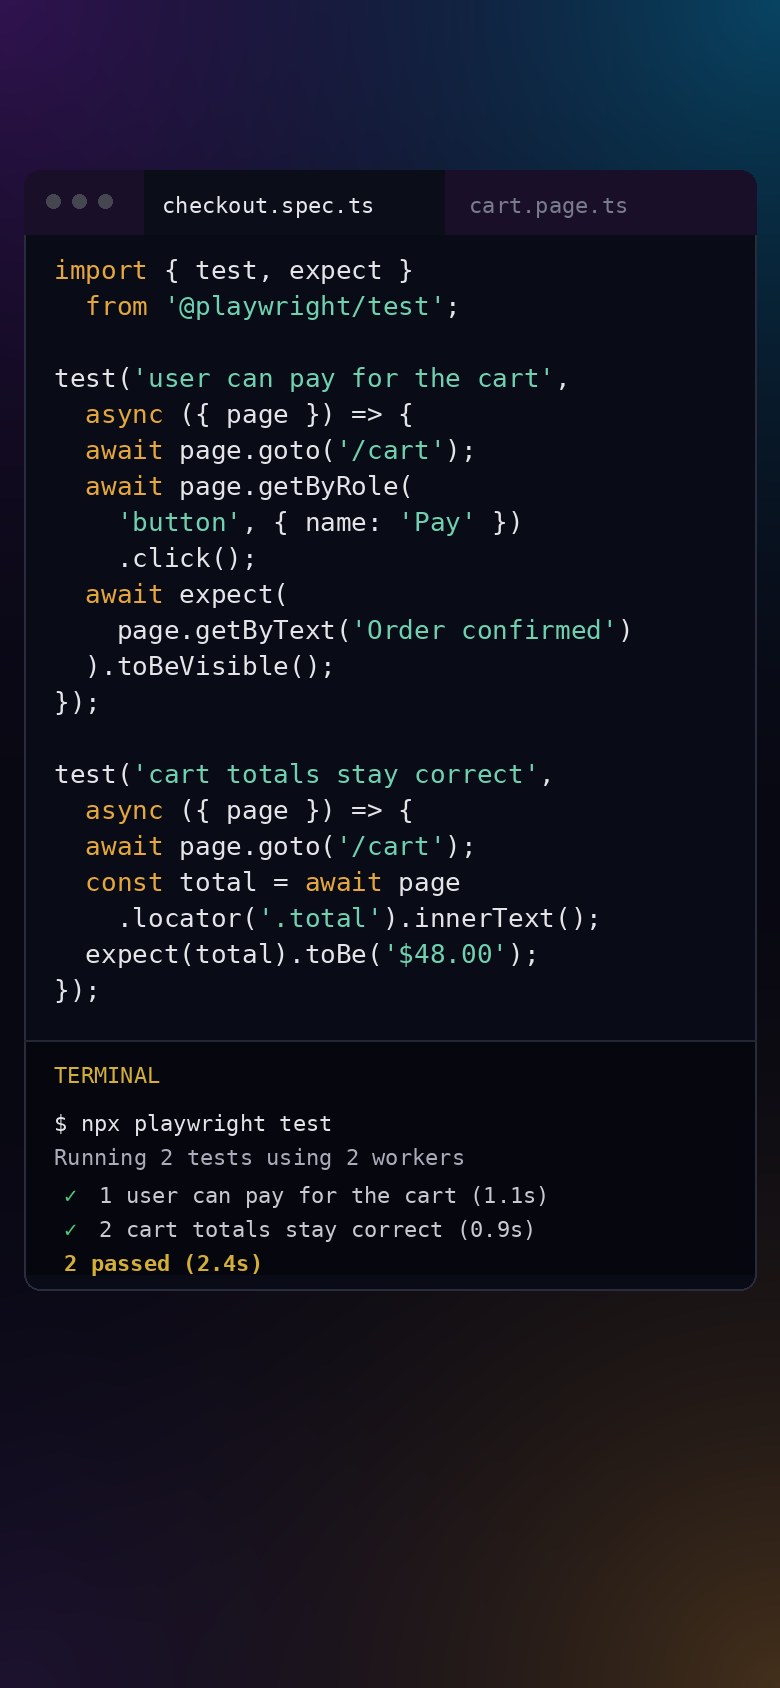 checkout.spec.ts
cart.page.ts
import { test, expect }
  from '@playwright/test';

test('user can pay for the cart',
  async ({ page }) => {
  await page.goto('/cart');
  await page.getByRole(
    'button', { name: 'Pay' })
    .click();
  await expect(
    page.getByText('Order confirmed')
  ).toBeVisible();
});

test('cart totals stay correct',
  async ({ page }) => {
  await page.goto('/cart');
  const total = await page
    .locator('.total').innerText();
  expect(total).toBe('$48.00');
});
TERMINAL
$ npx playwright test
Running 2 tests using 2 workers
✓ 1 user can pay for the cart (1.1s)
✓ 2 cart totals stay correct (0.9s)
2 passed (2.4s)